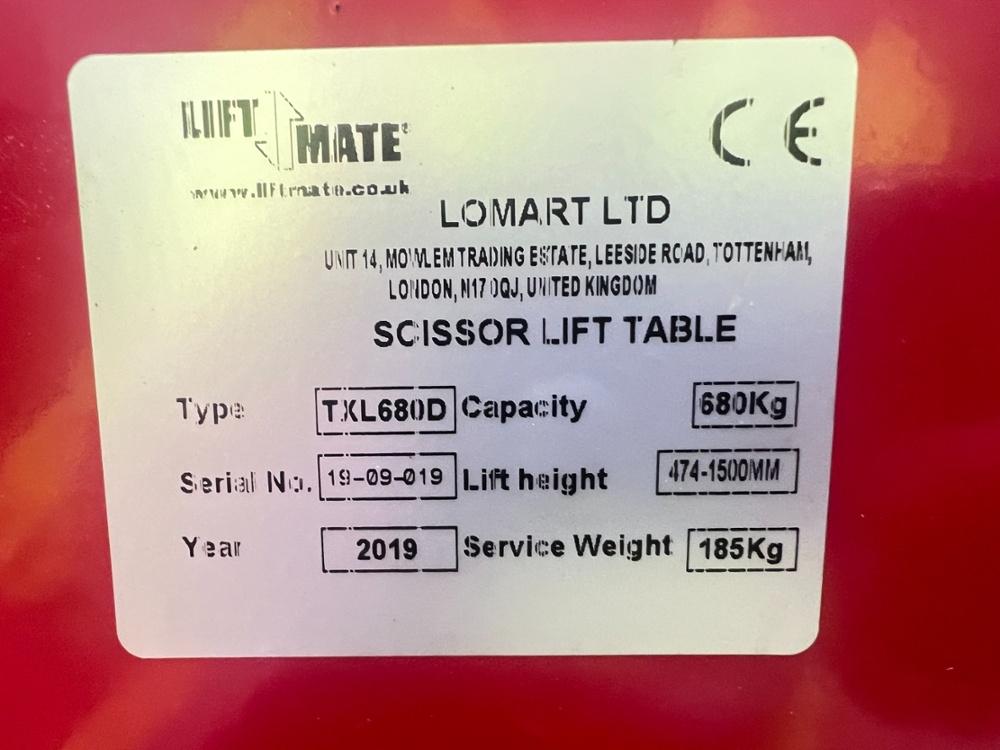 LIFT MATE®
CE
www.liftmate.co.uk
LOMART LTD
UNIT 14, MOWLEM TRADING ESTATE, LEESIDE ROAD, TOTTENHAM,
LONDON, N17 0QJ, UNITED KINGDOM
SCISSOR LIFT TABLE
Type TXL680D Capacity 680Kg
Serial No. 19-09-019 Lift height 474-1500MM
Year 2019 Service Weight 185Kg